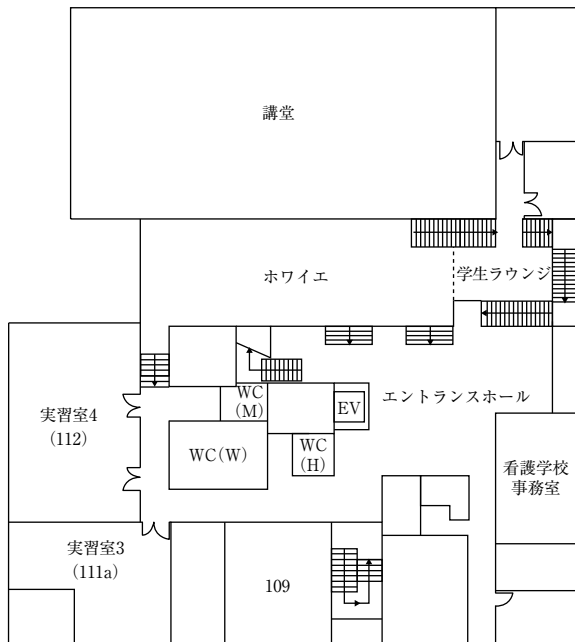 講堂
ホワイエ
学生ラウンジ
エントランスホール
実習室4
(112)
WC
(M)
EV
WC(W)
WC
(H)
看護学校
事務室
実習室3
(111a)
109